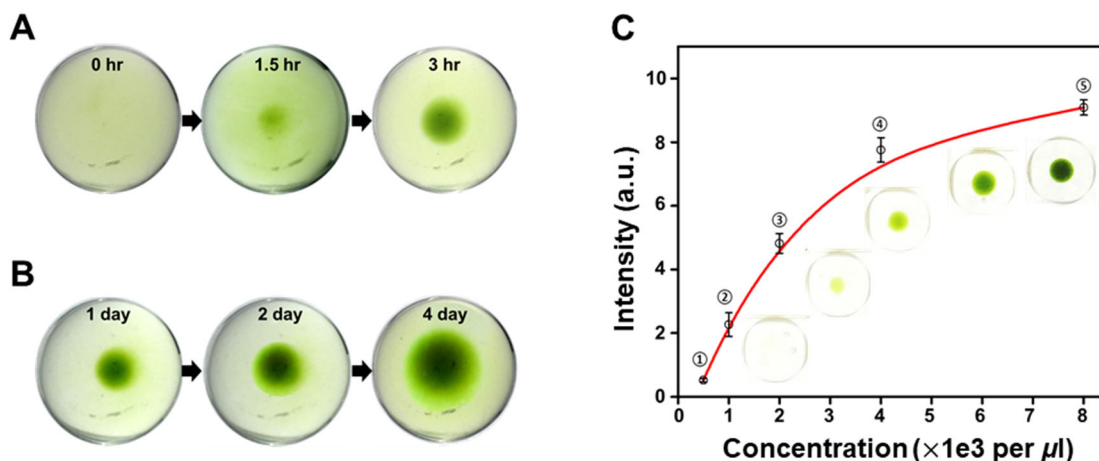 A
0 hr
1.5 hr
3 hr
B
1 day
2 day
4 day
C
10
8
6
4
2
0
Intensity (a.u.)
①
②
③
④
⑤
0 1 2 3 4 5 6 7 8
Concentration (×1e3 per μl)